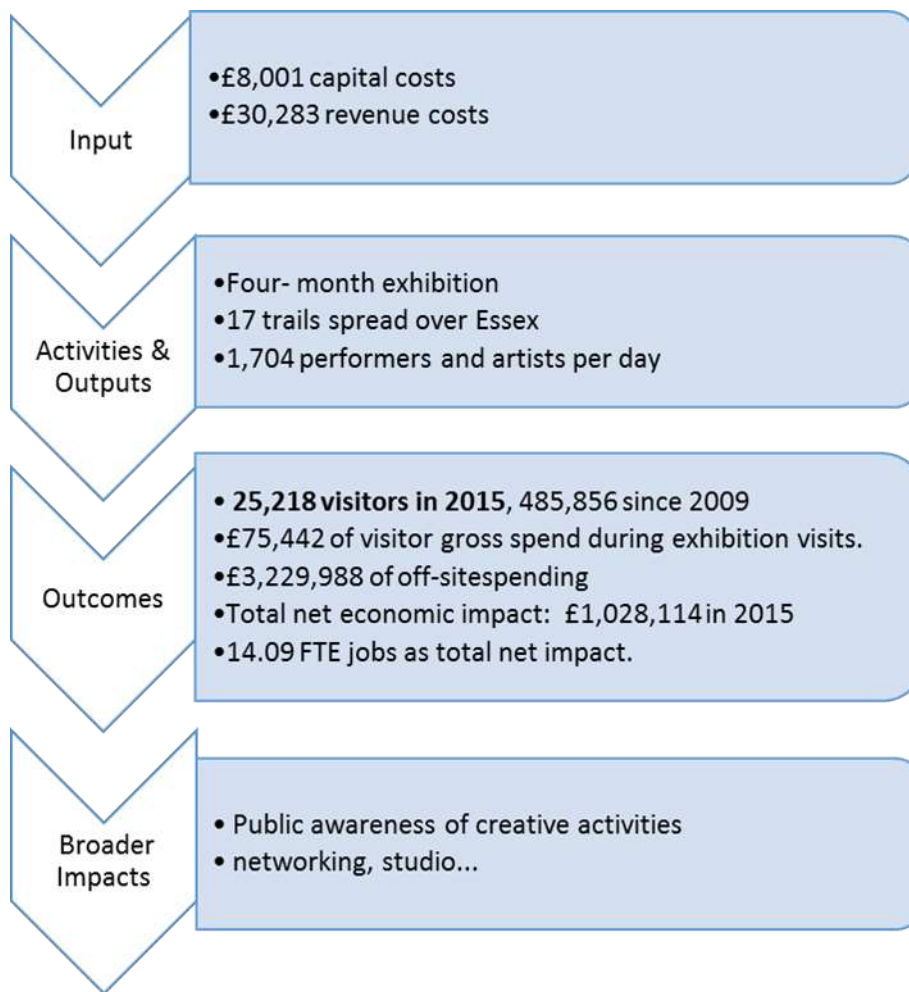 Input
•£8,001 capital costs
•£30,283 revenue costs
Activities &
Outputs
•Four- month exhibition
•17 trails spread over Essex
•1,704 performers and artists per day
Outcomes
• 25,218 visitors in 2015, 485,856 since 2009
•£75,442 of visitor gross spend during exhibition visits.
•£3,229,988 of off-sitespending
•Total net economic impact: £1,028,114 in 2015
•14.09 FTE jobs as total net impact.
Broader
Impacts
• Public awareness of creative activities
• networking, studio...